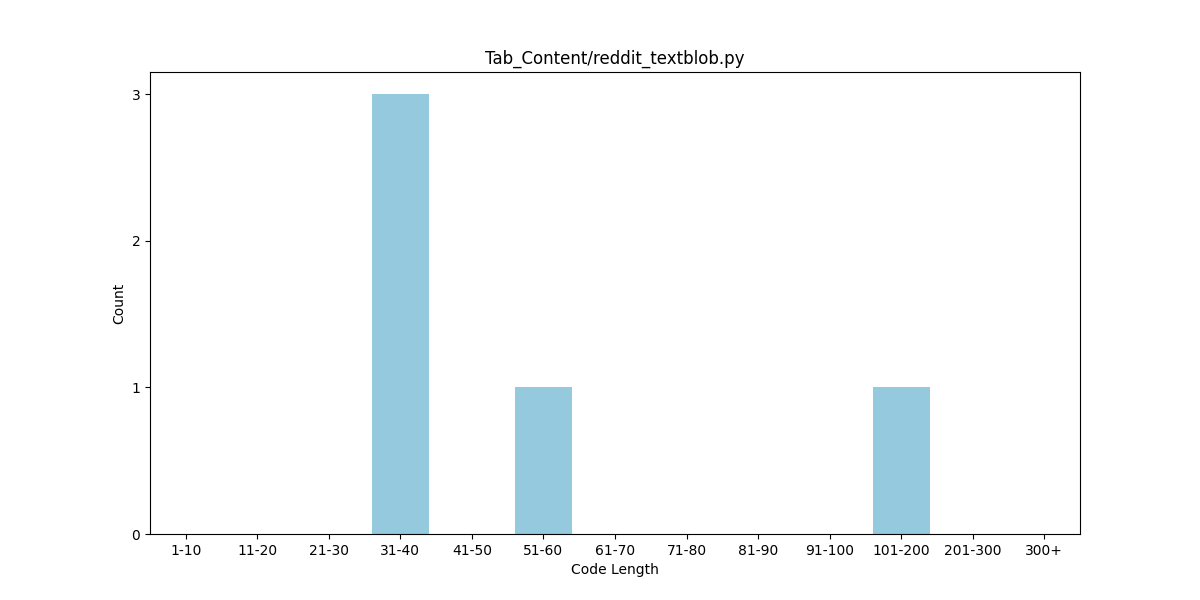 Tab_Content/reddit_textblob.py
3
2
1
0
Count
1-10 11-20 21-30 31-40 41-50 51-60 61-70 71-80 81-90 91-100 101-200 201-300 300+
Code Length